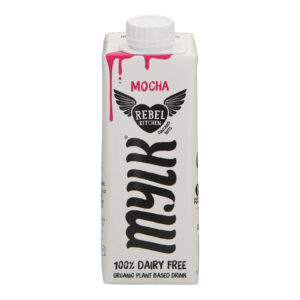 MOCHA
REBEL
KITCHEN
MYLK
100% DAIRY FREE
ORGANIC PLANT BASED DRINK